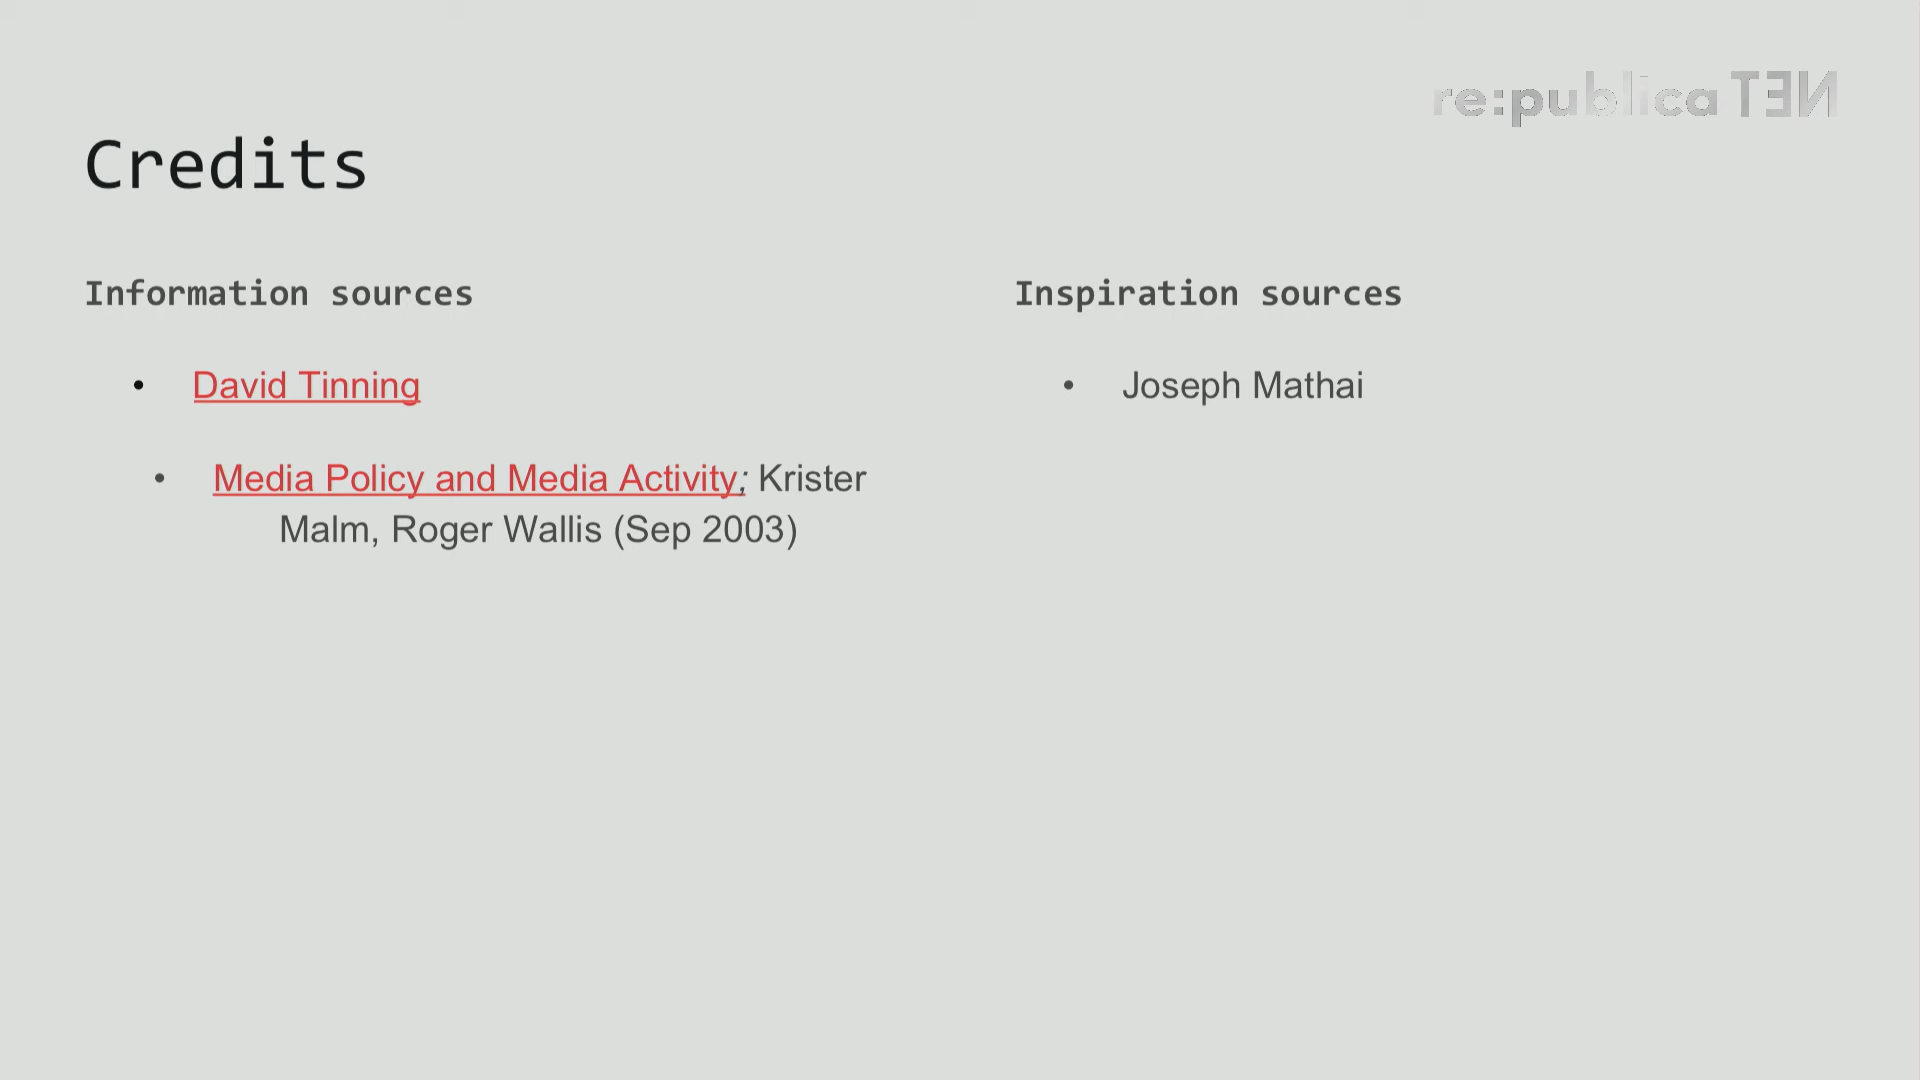 re:publica TEN
Credits
Information sources
• David Tinning
• Media Policy and Media Activity; Krister
Malm, Roger Wallis (Sep 2003)
Inspiration sources
• Joseph Mathai